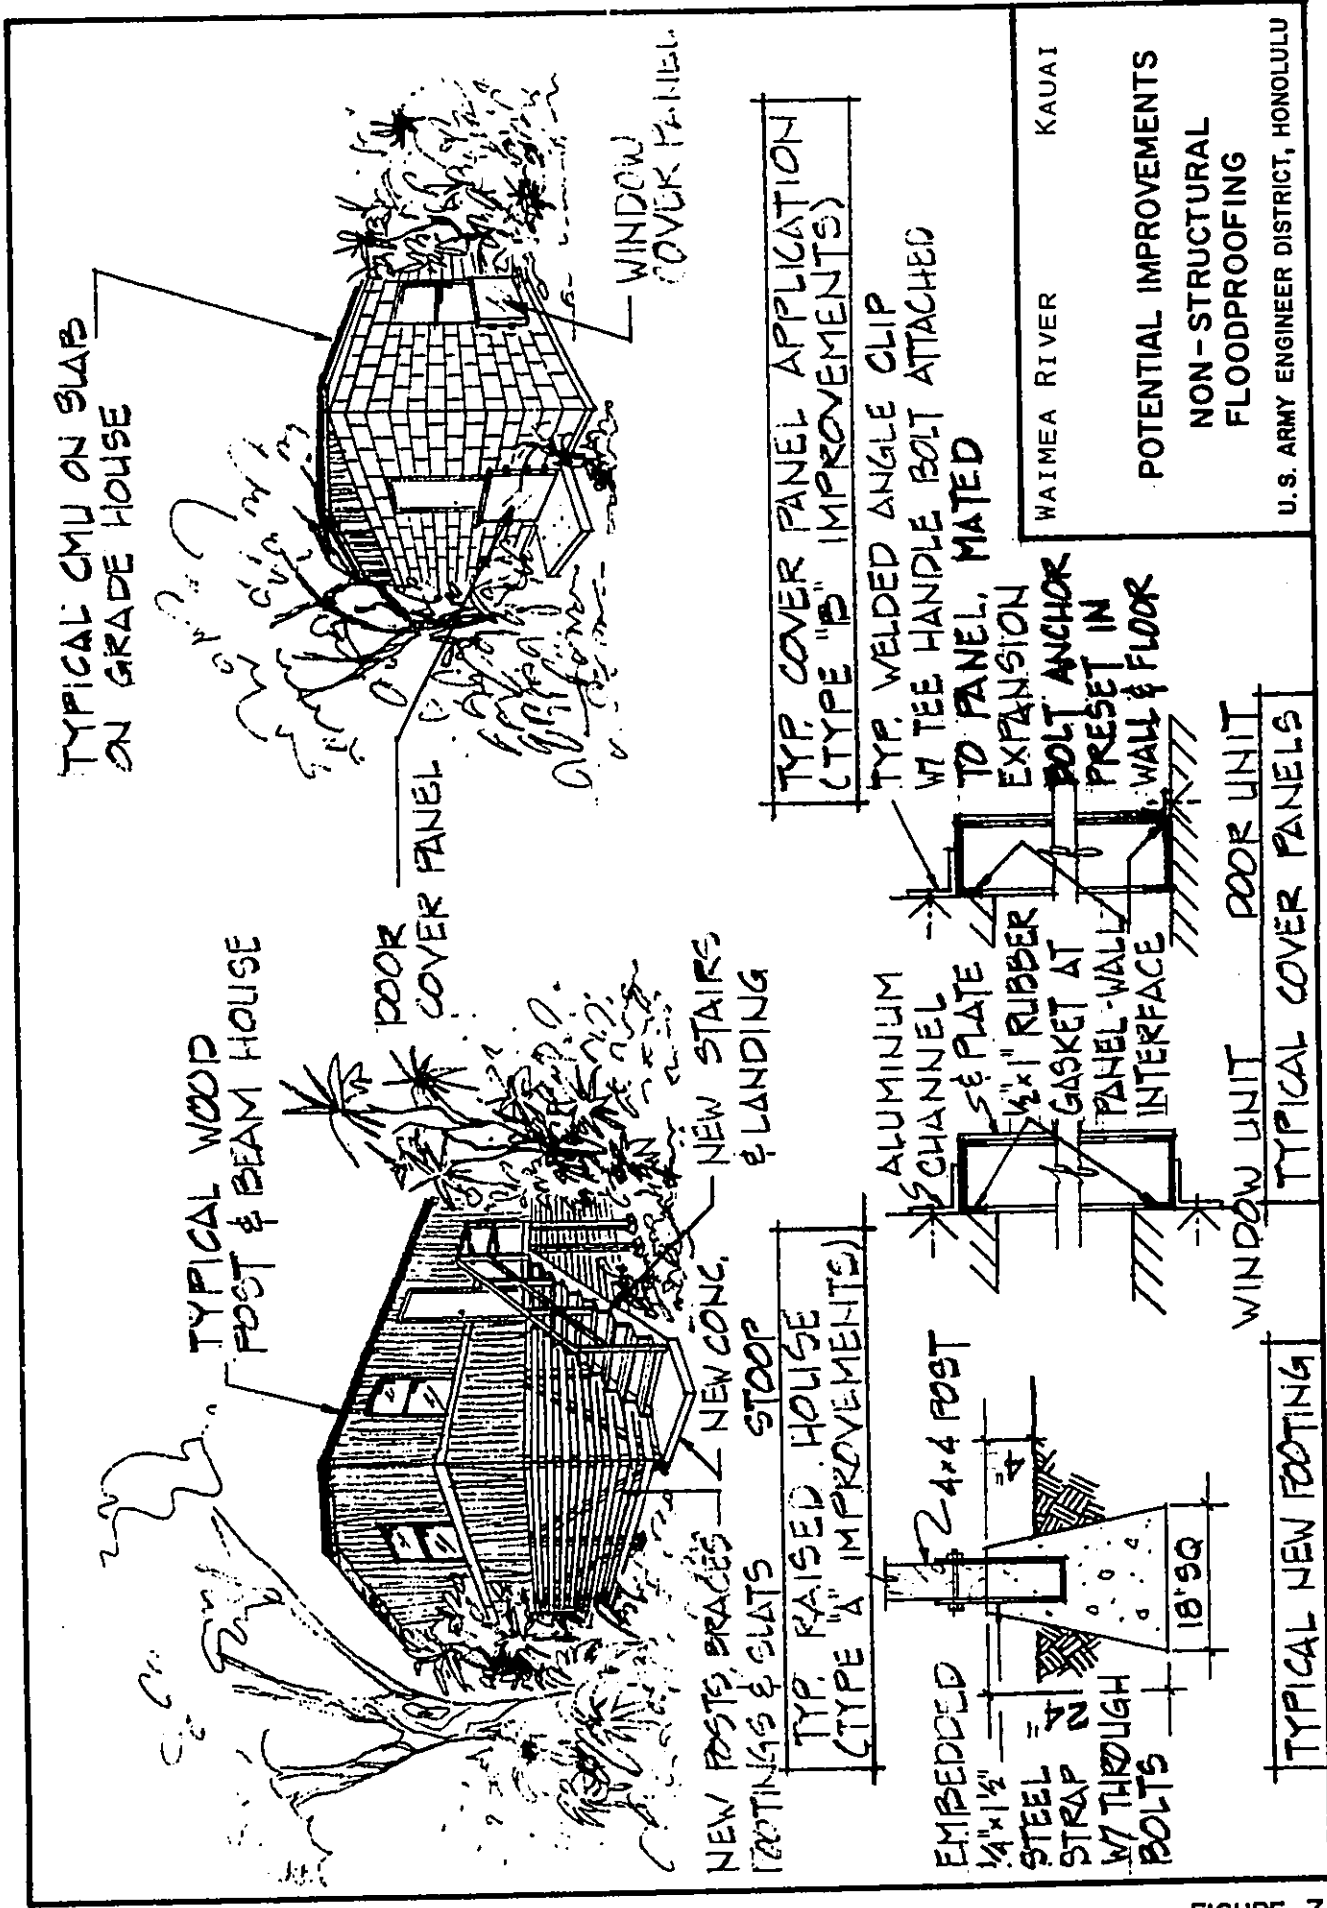 TYPICAL WOOD
POST & BEAM HOUSE
TYPICAL CMU ON SLAB
ON GRADE HOUSE
DOOR
COVER PANEL
WINDOW
COVER PANEL
NEW POSTS BRACES
FOOTINGS & SLATS
NEW CONC.
STOOP
NEW STAIRS
& LANDING
TYP. RAISED HOUSE
(TYPE "A" IMPROVEMENTS)
TYP. COVER PANEL APPLICATION
(TYPE "B" IMPROVEMENTS)
EMBEDDED
1/4"x1 1/2"
STEEL
STRAP
W/ THROUGH
BOLTS
4x4 POST
4"
18"SQ
TYPICAL NEW FOOTING
ALUMINUM
CHANNEL
& PLATE
1/2"x1" RUBBER
GASKET AT
PANEL-WALL
INTERFACE
WINDOW UNIT
DOOR UNIT
TYPICAL COVER PANELS
TYP. WELDED ANGLE CLIP
W/ TEE HANDLE BOLT ATTACHED
TO PANEL, MATED
EXPANSION
BOLT ANCHOR
PRESET IN
WALL & FLOOR
WAIMEA RIVER KAUAI
POTENTIAL IMPROVEMENTS
NON-STRUCTURAL
FLOODPROOFING
U.S. ARMY ENGINEER DISTRICT, HONOLULU
FIGURE 7